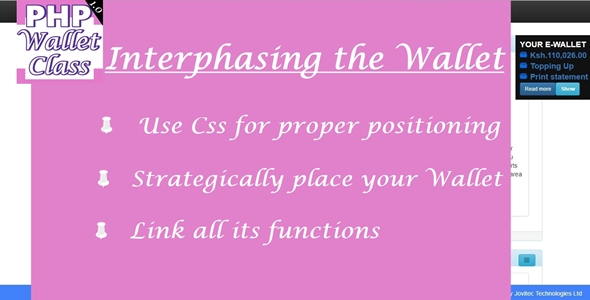 PHP
Wallet
Class
1.0
Interphasing the Wallet
Use Css for proper positioning
Strategically place your Wallet
Link all its functions
YOUR E-WALLET
Ksh.110,026.00
Topping Up
Print statement
Read more
Show
area
Jovitec Technologies Ltd